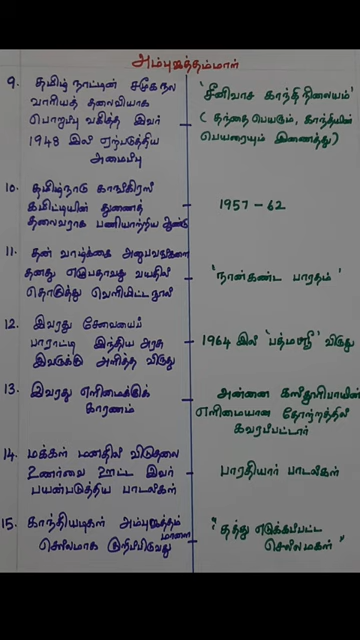 அம்புஜத்தம்மாள்
9. தமிழ் நாட்டின் சமூக நல
வாரியத் தலைவியாக
பொறுப்பு வகித்த இவர்
1948 இல் ஏற்படுத்திய
அமைப்பு
- 'சீனிவாச காந்தி நிலையம்'
( தந்தை பெயரும், காந்தியின்
பெயரையும் இணைத்து )
10. தமிழ்நாடு காங்கிரஸ்
கமிட்டியின் துணைத்
தலைவராக பணியாற்றிய ஆண்டு
- 1957 - 62
11. தன் வாழ்க்கை அனுபவங்களை
தனது எழுபதாவது வயதில்
தொகுத்து வெளியிட்ட நூல்
- 'நான் கண்ட பாரதம்'
12. இவரது சேவையைப்
பாராட்டி இந்திய அரசு
இவருக்கு அளித்த விருது
- 1964 இல் 'பத்மஸ்ரீ' விருது
13. இவரது எளிமைக்குக்
காரணம்
- அன்னை கஸ்தூரிபாயின்
எளிமையான தோற்றத்தில்
கவரப்பட்டார்
14. மக்கள் மனதில் விடுதலை
உணர்வை ஊட்ட இவர்
பயன்படுத்திய பாடல்கள்
- பாரதியார் பாடல்கள்
15. காந்தியடிகள் அம்புஜத்தம்
மாளை
செல்லமாக குறிப்பிடுவது
- "தத்து எடுக்கப்பட்ட
செல்ல மகள்"